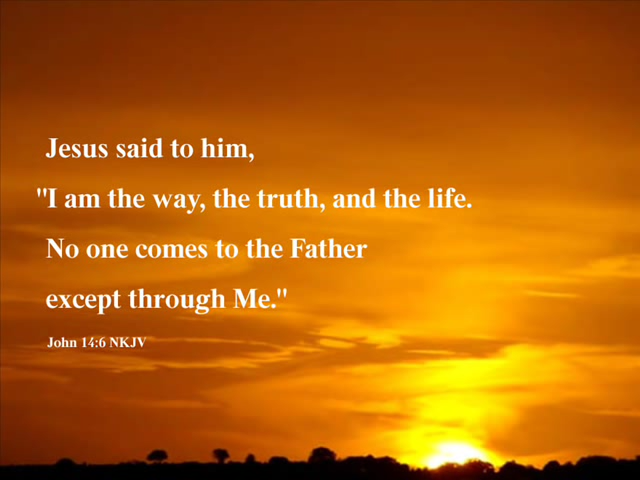 Jesus said to him,
"I am the way, the truth, and the life.
No one comes to the Father
except through Me."
John 14:6 NKJV